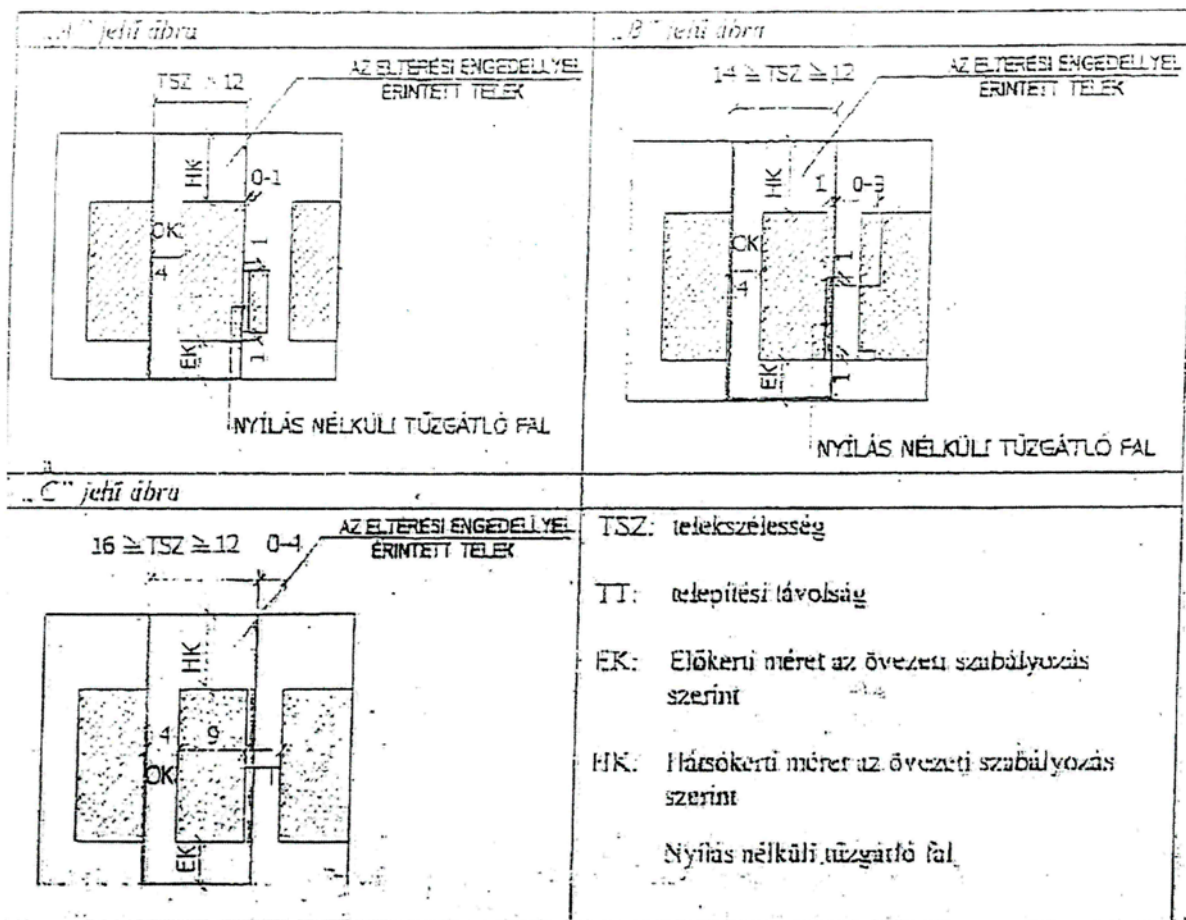 „A” jelű ábra
AZ ELTÉRÉSI ENGEDÉLLYEL
ÉRINTETT TELEK
TSZ > 12
HK
0-1
OK
4
1
1
EK
NYÍLÁS NÉLKÜLI TŰZGÁTLÓ FAL
„B” jelű ábra
AZ ELTÉRÉSI ENGEDÉLLYEL
ÉRINTETT TELEK
14 ≧ TSZ ≧ 12
HK
1 0-3
OK
4
1
1
EK
NYÍLÁS NÉLKÜLI TŰZGÁTLÓ FAL
„C” jelű ábra
AZ ELTÉRÉSI ENGEDÉLLYEL
ÉRINTETT TELEK
16 ≧ TSZ ≧ 12 0-4
HK
4 9
OK
1
EK
TSZ: telekszélesség
TT: telepítési távolság
EK: Előkerti méret az övezeti szabályozás
szerint
HK: Hátsókerti méret az övezeti szabályozás
szerint
Nyílás nélküli tűzgátló fal